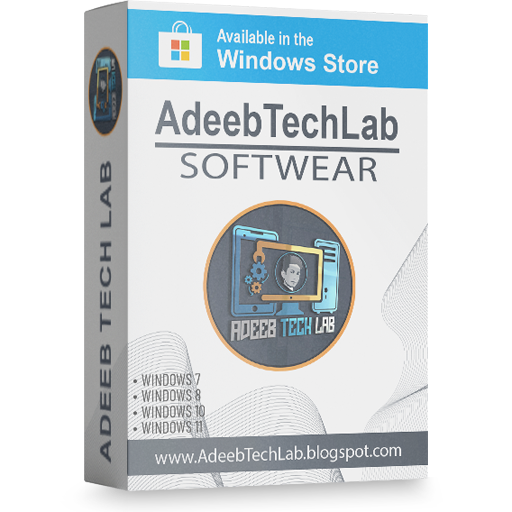 Available in the
Windows Store
AdeebTechLab
SOFTWEAR
ADEEB TECH LAB
ADEEB TECH LAB
• WINDOWS 7
• WINDOWS 8
• WINDOWS 10
• WINDOWS 11
www.AdeebTechLab.blogspot.com